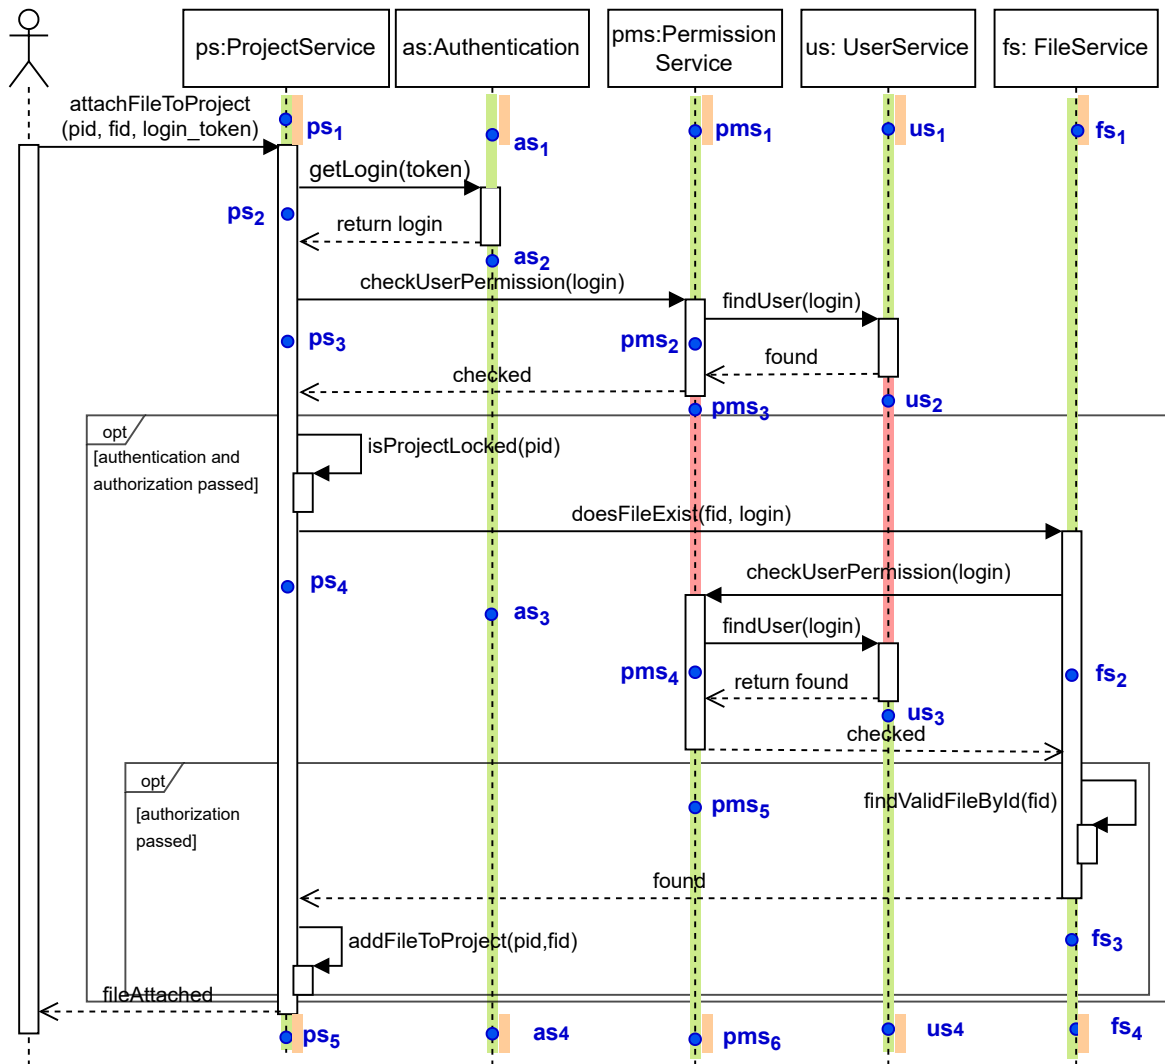 ps:ProjectService
as:Authentication
pms:Permission
Service
us: UserService
fs: FileService
attachFileToProject
(pid, fid, login_token)
ps1
as1
pms1
us1
fs1
getLogin(token)
ps2
return login
as2
checkUserPermission(login)
findUser(login)
ps3
pms2
found
checked
us2
pms3
opt
[authentication and
authorization passed]
isProjectLocked(pid)
doesFileExist(fid, login)
checkUserPermission(login)
ps4
as3
findUser(login)
pms4
fs2
return found
us3
checked
opt
[authorization
passed]
findValidFileById(fid)
pms5
found
addFileToProject(pid,fid)
fs3
fileAttached
ps5
as4
pms6
us4
fs4